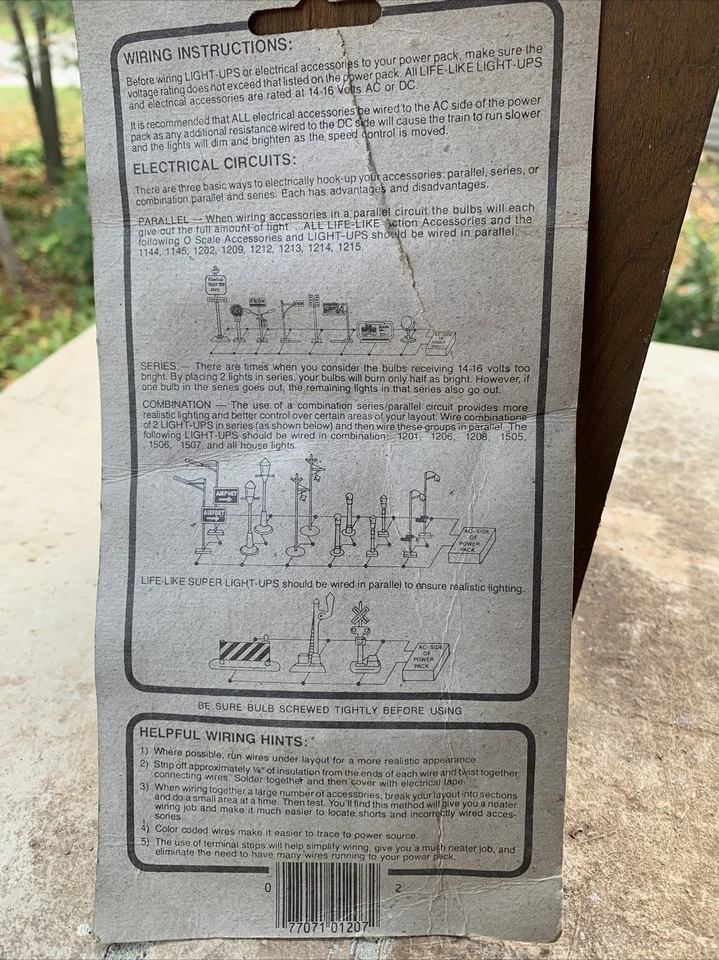 WIRING INSTRUCTIONS:
Before wiring LIGHT-UPS or electrical accessories to your power pack, make sure the
voltage rating does not exceed that listed on the power pack. All LIFE-LIKE LIGHT-UPS
and electrical accessories are rated at 14-16 Volts AC or DC.
It is recommended that ALL electrical accessories be wired to the AC side of the power
pack as any additional resistance wired to the DC side will cause the train to run slower
and the lights will dim and brighten as the speed control is moved.
ELECTRICAL CIRCUITS:
There are three basic ways to electrically hook-up your accessories: parallel, series, or
combination parallel and series. Each has advantages and disadvantages.
PARALLEL — When wiring accessories in a parallel circuit the bulbs will each
give out the full amount of light. ...ALL LIFE-LIKE Action Accessories and the
following O Scale Accessories and LIGHT-UPS should be wired in parallel:
1144, 1145, 1202, 1209, 1212, 1213, 1214, 1215.
AC-SIDE
OF
POWER
PACK
SERIES — There are times when you consider the bulbs receiving 14-16 volts too
bright. By placing 2 lights in series, your bulbs will burn only half as bright. However, if
one bulb in the series goes out, the remaining lights in that series also go out.
COMBINATION — The use of a combination series/parallel circuit provides more
realistic lighting and better control over certain areas of your layout. Wire combinations
of 2 LIGHT-UPS in series (as shown below) and then wire these groups in parallel. The
following LIGHT-UPS should be wired in combination: 1201, 1206, 1208, 1505,
1506, 1507, and all house lights.
AIRPORT
AIRPORT
AC-SIDE
OF
POWER
PACK
LIFE-LIKE SUPER LIGHT-UPS should be wired in parallel to ensure realistic lighting.
AC-SIDE
OF
POWER
PACK
BE SURE BULB SCREWED TIGHTLY BEFORE USING
HELPFUL WIRING HINTS:
1) Where possible, run wires under layout for a more realistic appearance.
2) Strip off approximately ¼" of insulation from the ends of each wire and twist together
connecting wires. Solder together and then cover with electrical tape.
3) When wiring together a large number of accessories, break your layout into sections
and do a small area at a time. Then test. You'll find this method will give you a neater
wiring job and make it much easier to locate shorts and incorrectly wired acces-
sories.
4) Color coded wires make it easier to trace to power source.
5) The use of terminal strips will help simplify wiring, give you a much neater job, and
eliminate the need to have many wires running to your power pack.
0 2
77071 01207